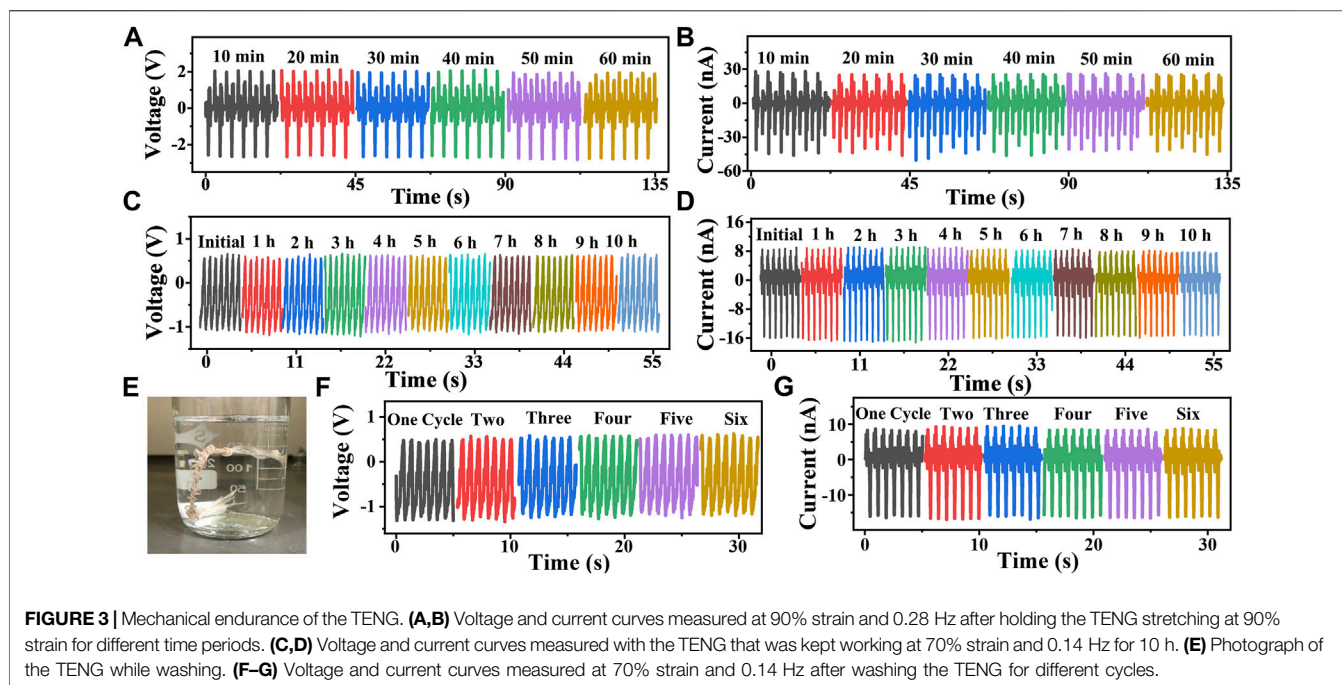 A
10 min 20 min 30 min 40 min 50 min 60 min
Voltage (V)
2
0
-2
0 45 90 135
Time (s)
B
10 min 20 min 30 min 40 min 50 min 60 min
Current (nA)
30
0
-30
-60
0 45 90 135
Time (s)
C
Initial 1 h 2 h 3 h 4 h 5 h 6 h 7 h 8 h 9 h 10 h
Voltage (V)
1
0
-1
0 11 22 33 44 55
Time (s)
D
Initial 1 h 2 h 3 h 4 h 5 h 6 h 7 h 8 h 9 h 10 h
Current (nA)
16
8
0
-8
-16
0 11 22 33 44 55
Time (s)
E
100
50
F
One Cycle Two Three Four Five Six
Voltage (V)
1
0
-1
0 10 20 30
Time (s)
G
One Cycle Two Three Four Five Six
Current (nA)
10
0
-10
0 10 20 30
Time (s)
FIGURE 3 | Mechanical endurance of the TENG. (A,B) Voltage and current curves measured at 90% strain and 0.28 Hz after holding the TENG stretching at 90%
strain for different time periods. (C,D) Voltage and current curves measured with the TENG that was kept working at 70% strain and 0.14 Hz for 10 h. (E) Photograph of
the TENG while washing. (F–G) Voltage and current curves measured at 70% strain and 0.14 Hz after washing the TENG for different cycles.